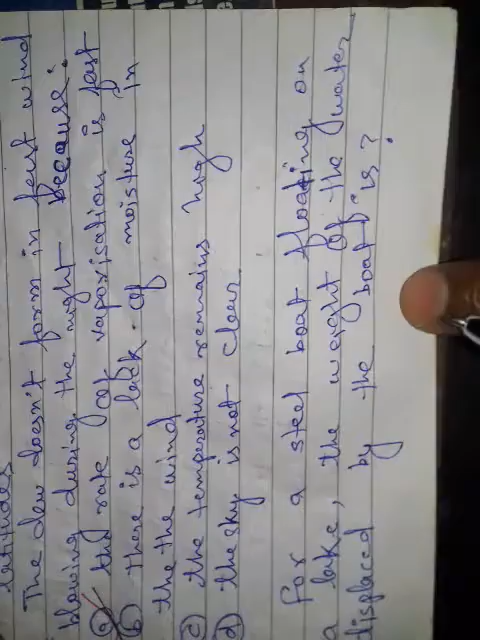 latitudes
The dew doesn't form in fast wind
blowing during the night because:
(a) the rate of vaporisation is fast
(b) there is a lack of moisture in
the the wind
(c) the temperature remains high
(d) the sky is not clear
For a steel boat floating on
a lake, the weight of the water
displaced by the boat is?